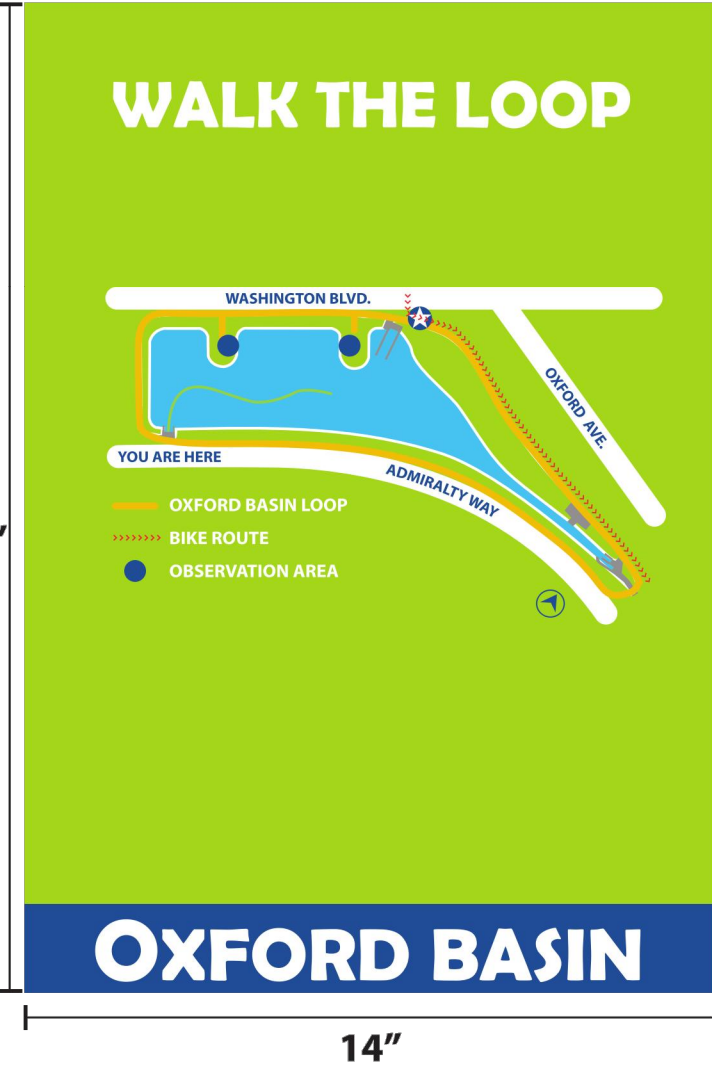 WALK THE LOOP
WASHINGTON BLVD.
OXFORD AVE.
YOU ARE HERE
ADMIRALTY WAY
OXFORD BASIN LOOP
BIKE ROUTE
OBSERVATION AREA
OXFORD BASIN
14”